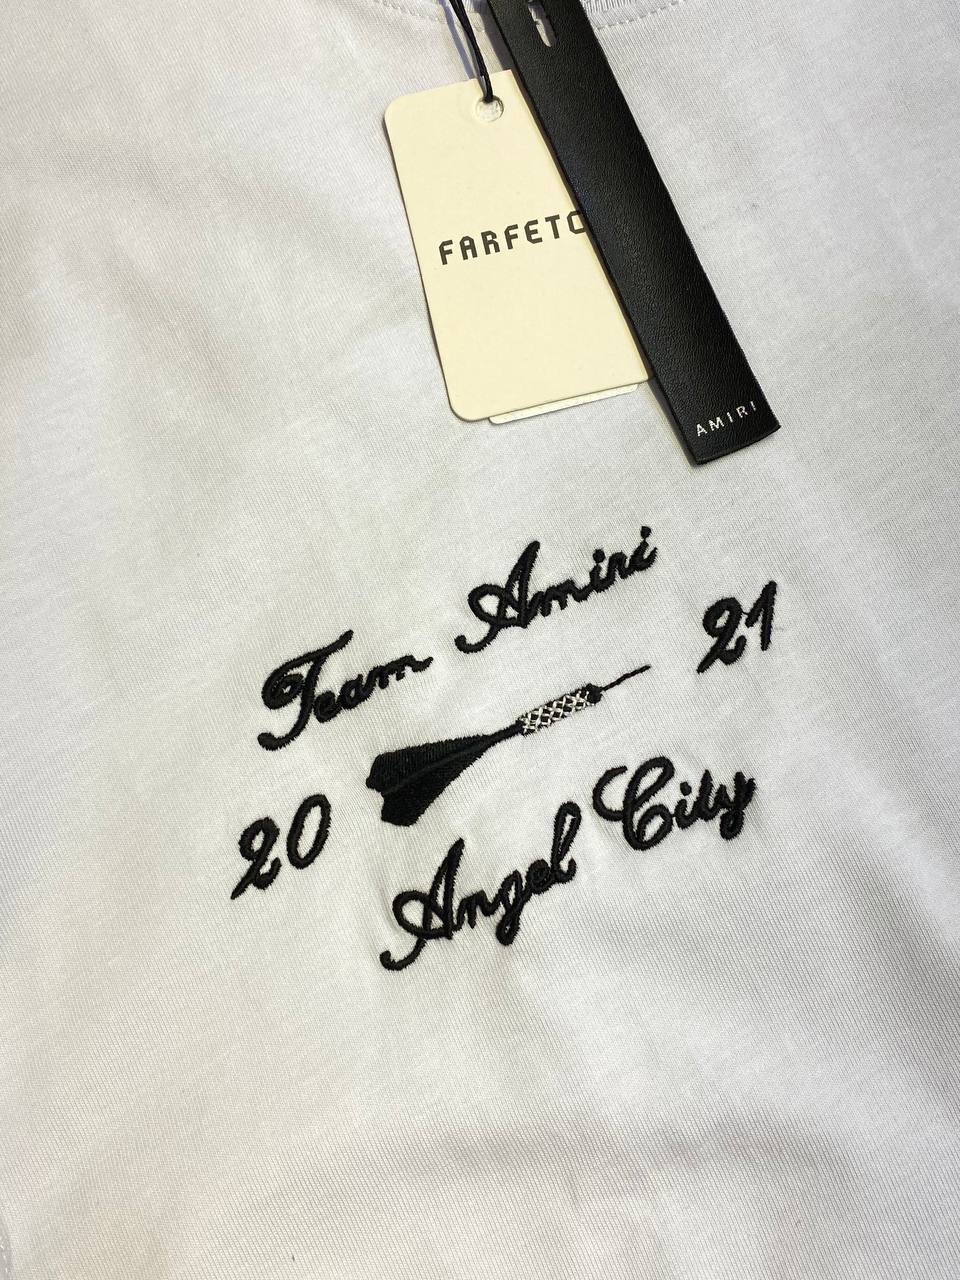 FARFETC
AMIRI
Team Amiri
20 21
Angel City